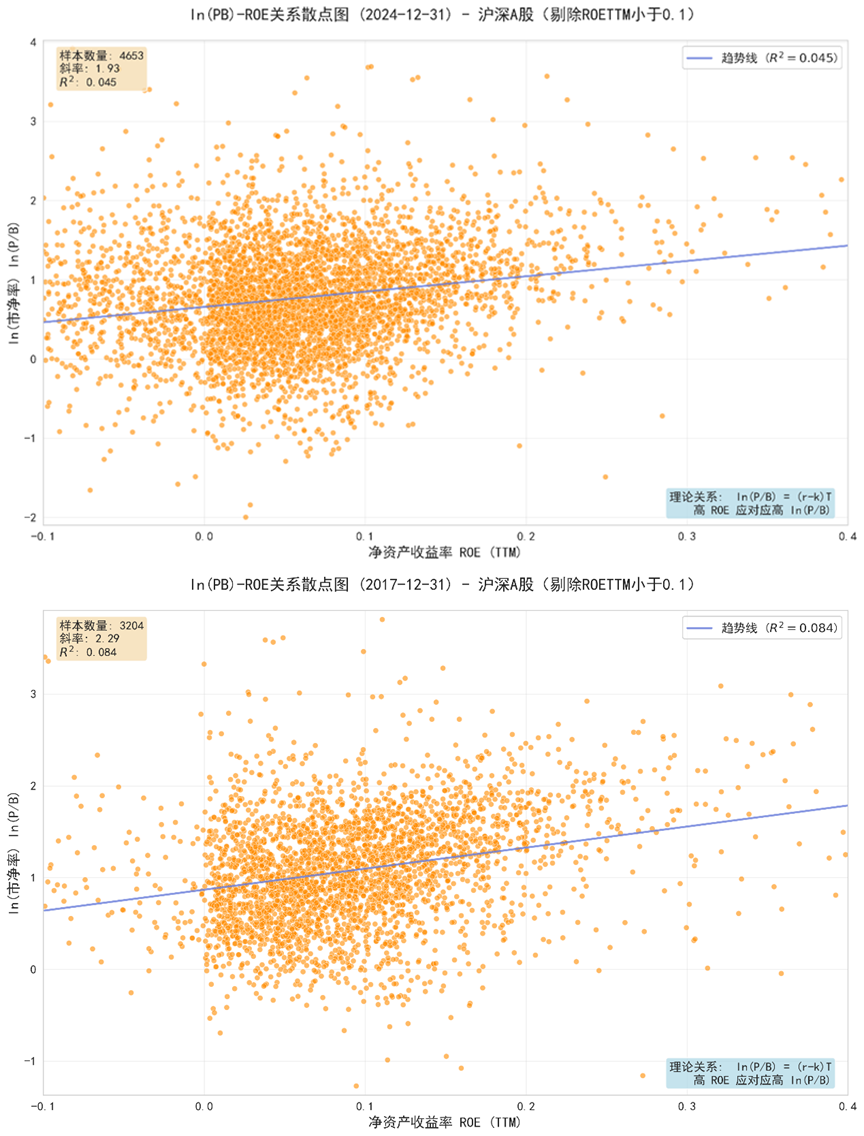 ln(PB)-ROE关系散点图 (2024-12-31) - 沪深A股 (剔除ROETTM小于0.1)
样本数量: 4653
斜率: 1.93
R²: 0.045
趋势线 (R² = 0.045)
4
3
2
1
0
−1
−2
ln(市净率) ln(P/B)
理论关系: ln(P/B) = (r-k)T
高 ROE 应对应高 ln(P/B)
−0.1 0.0 0.1 0.2 0.3 0.4
净资产收益率 ROE (TTM)
ln(PB)-ROE关系散点图 (2017-12-31) - 沪深A股 (剔除ROETTM小于0.1)
样本数量: 3204
斜率: 2.29
R²: 0.084
趋势线 (R² = 0.084)
3
2
1
0
−1
ln(市净率) ln(P/B)
理论关系: ln(P/B) = (r-k)T
高 ROE 应对应高 ln(P/B)
−0.1 0.0 0.1 0.2 0.3 0.4
净资产收益率 ROE (TTM)